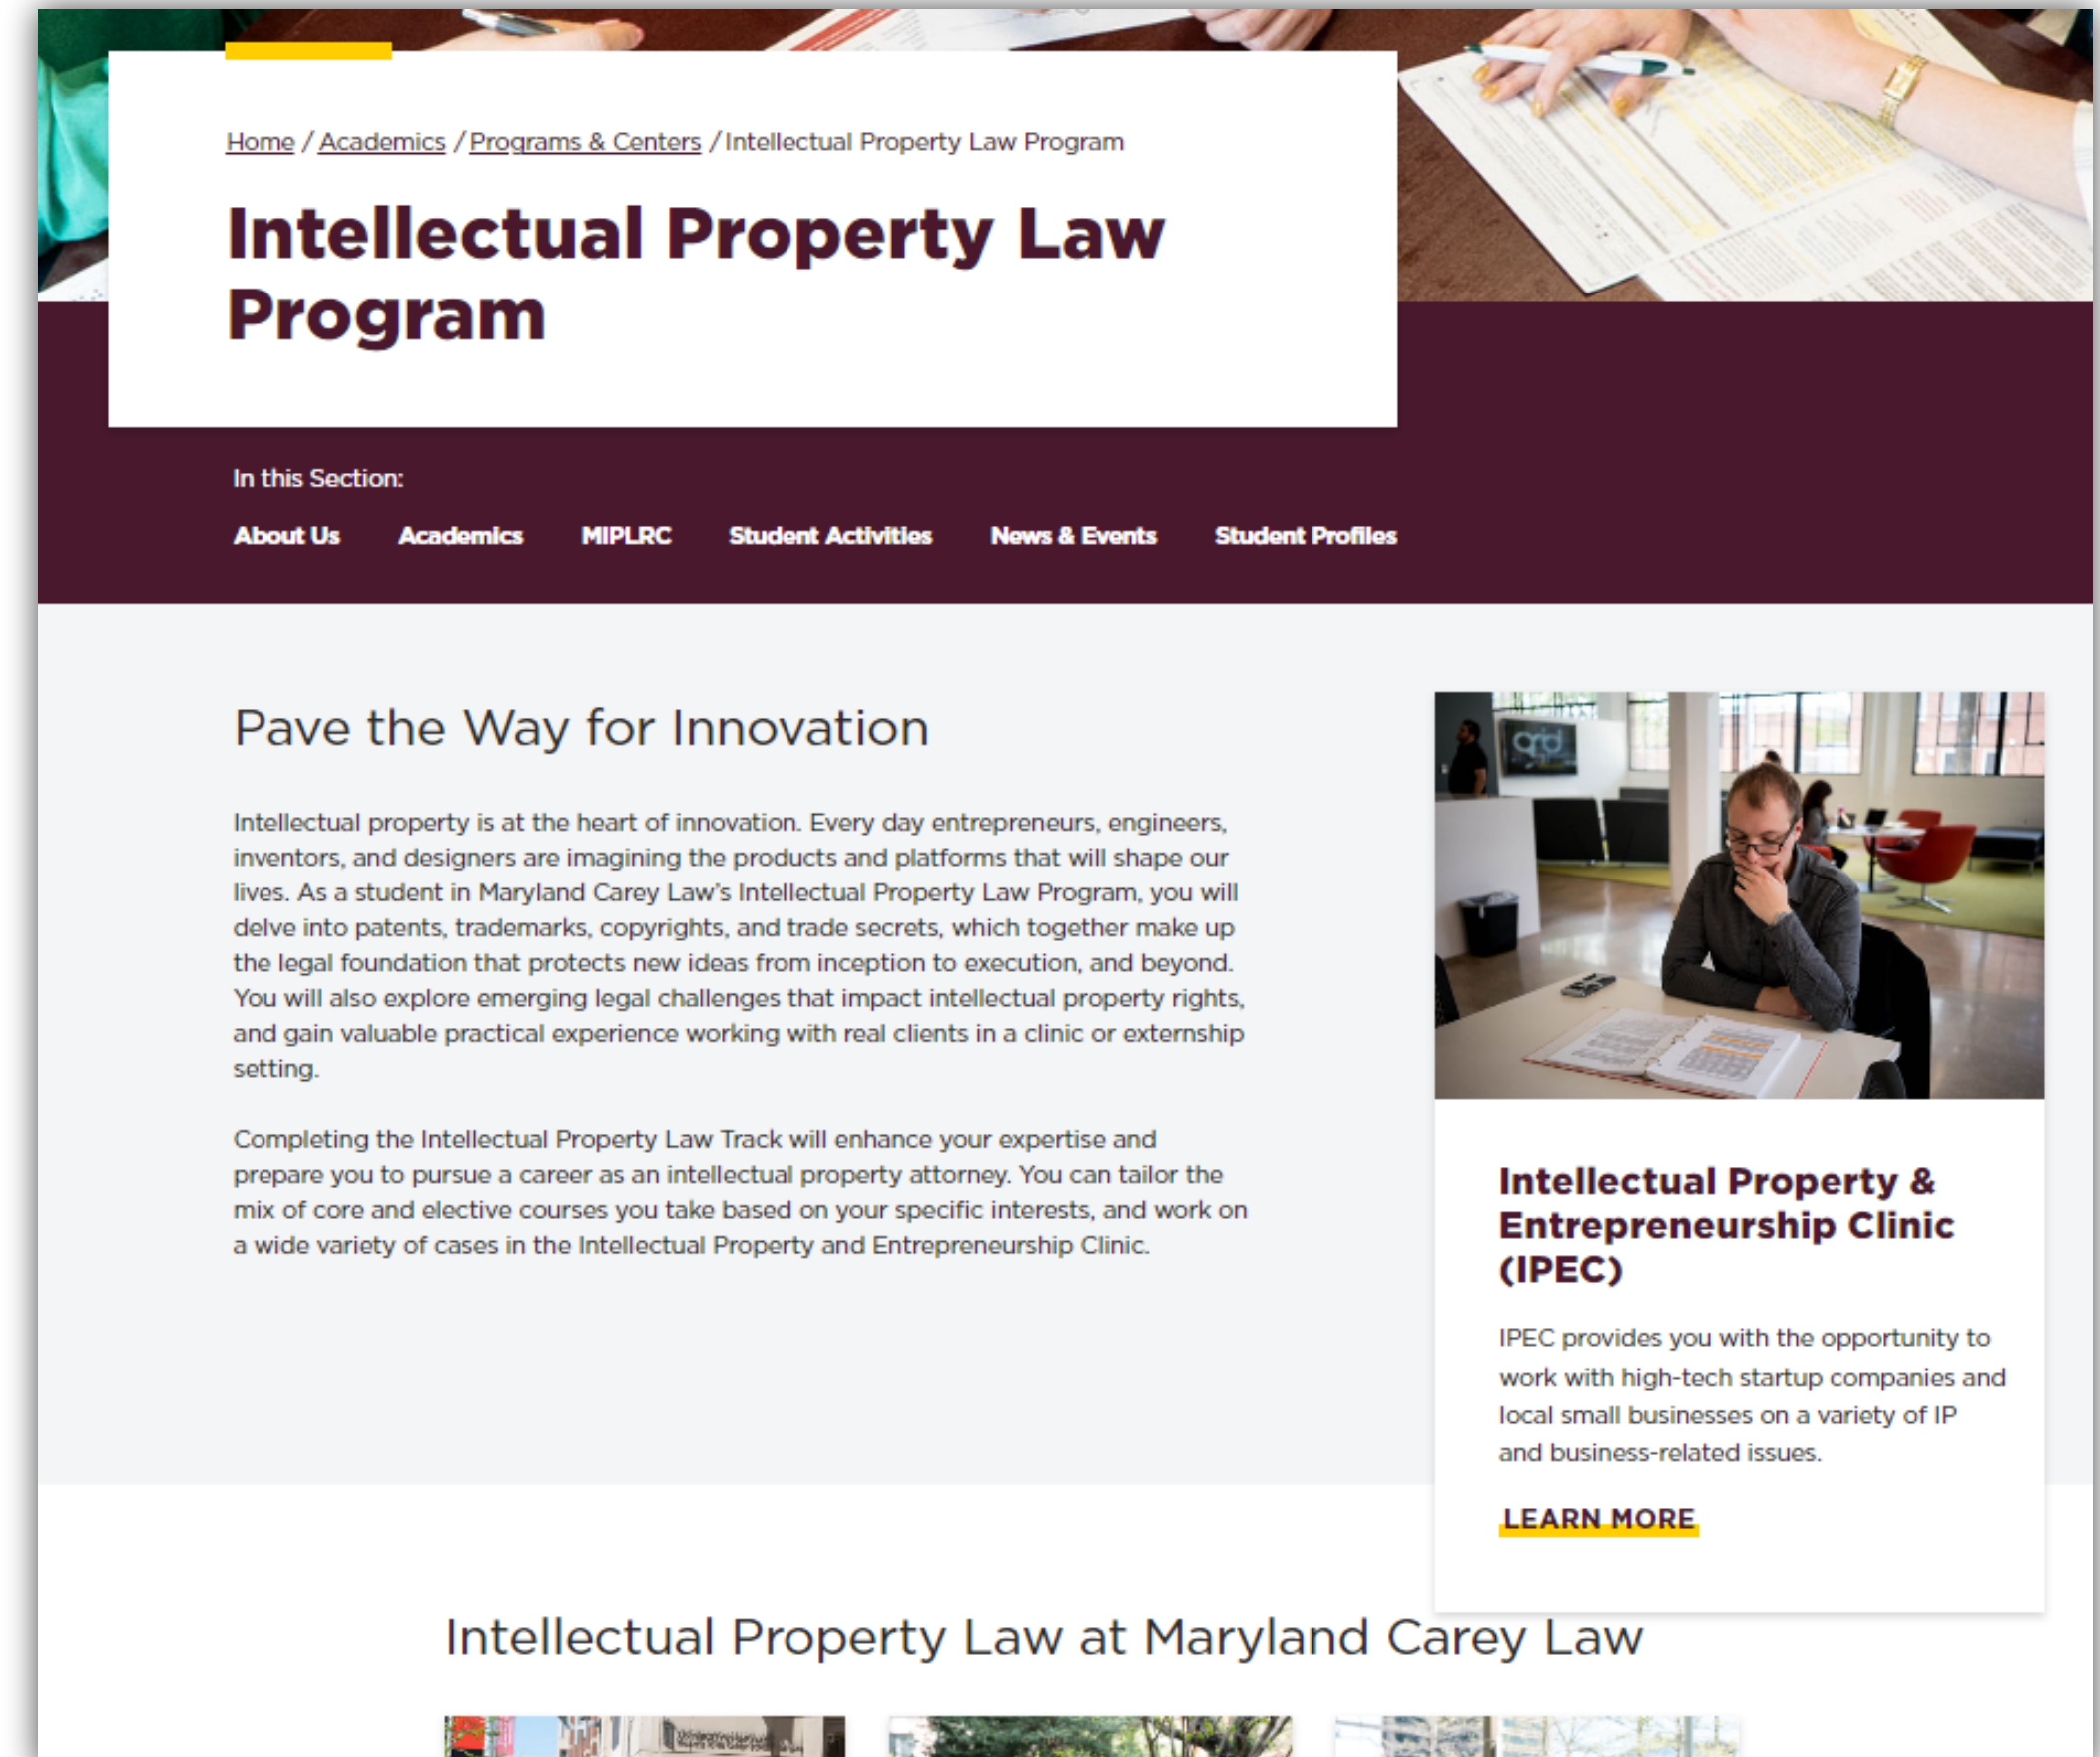 Home / Academics / Programs & Centers / Intellectual Property Law Program
Intellectual Property Law
Program
In this Section:
About Us Academics MIPLRC Student Activities News & Events Student Profiles
Pave the Way for Innovation
Intellectual property is at the heart of innovation. Every day entrepreneurs, engineers,
inventors, and designers are imagining the products and platforms that will shape our
lives. As a student in Maryland Carey Law's Intellectual Property Law Program, you will
delve into patents, trademarks, copyrights, and trade secrets, which together make up
the legal foundation that protects new ideas from inception to execution, and beyond.
You will also explore emerging legal challenges that impact intellectual property rights,
and gain valuable practical experience working with real clients in a clinic or externship
setting.
Completing the Intellectual Property Law Track will enhance your expertise and
prepare you to pursue a career as an intellectual property attorney. You can tailor the
mix of core and elective courses you take based on your specific interests, and work on
a wide variety of cases in the Intellectual Property and Entrepreneurship Clinic.
grid
Intellectual Property &
Entrepreneurship Clinic
(IPEC)
IPEC provides you with the opportunity to
work with high-tech startup companies and
local small businesses on a variety of IP
and business-related issues.
LEARN MORE
Intellectual Property Law at Maryland Carey Law